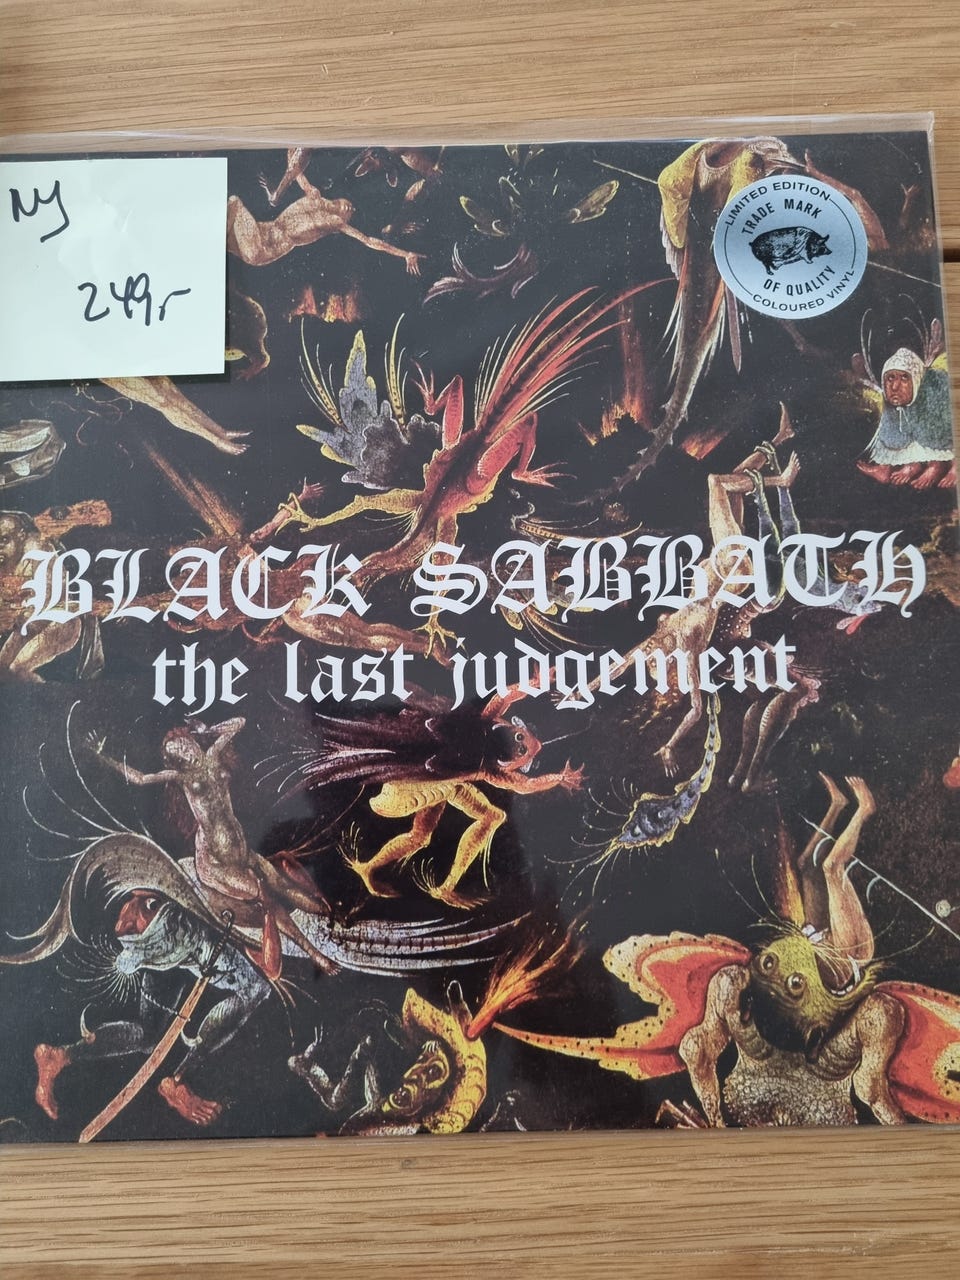 Ny
249,-
LIMITED EDITION
TRADE MARK
OF QUALITY
COLOURED VINYL
BLACK SABBATH
the last judgement